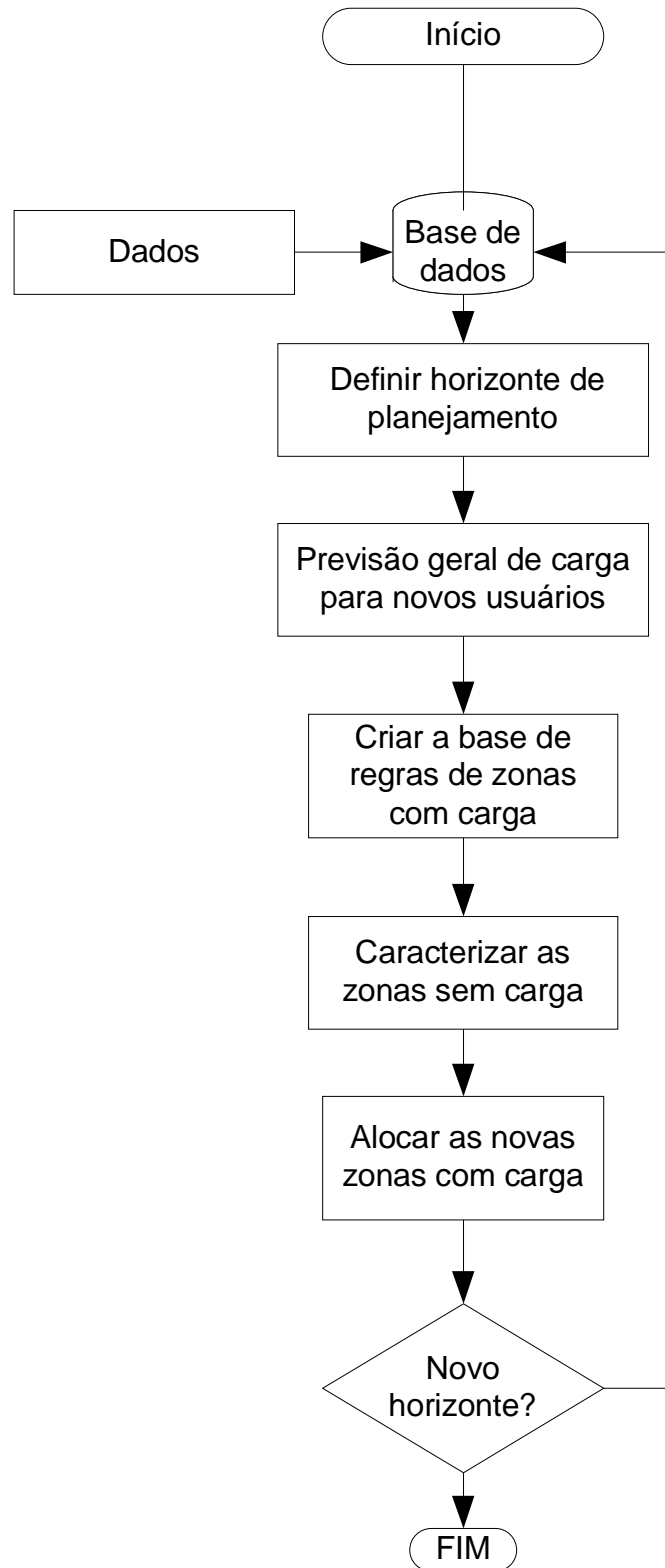 Início
Dados
Base de
dados
Definir horizonte de
planejamento
Previsão geral de carga
para novos usuários
Criar a base de
regras de zonas
com carga
Caracterizar as
zonas sem carga
Alocar as novas
zonas com carga
Novo
horizonte?
FIM